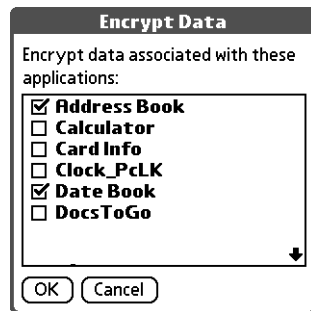 Encrypt Data
Encrypt data associated with these
applications:
Address Book
Calculator
Card Info
Clock_PcLK
Date Book
DocsToGo
OK Cancel